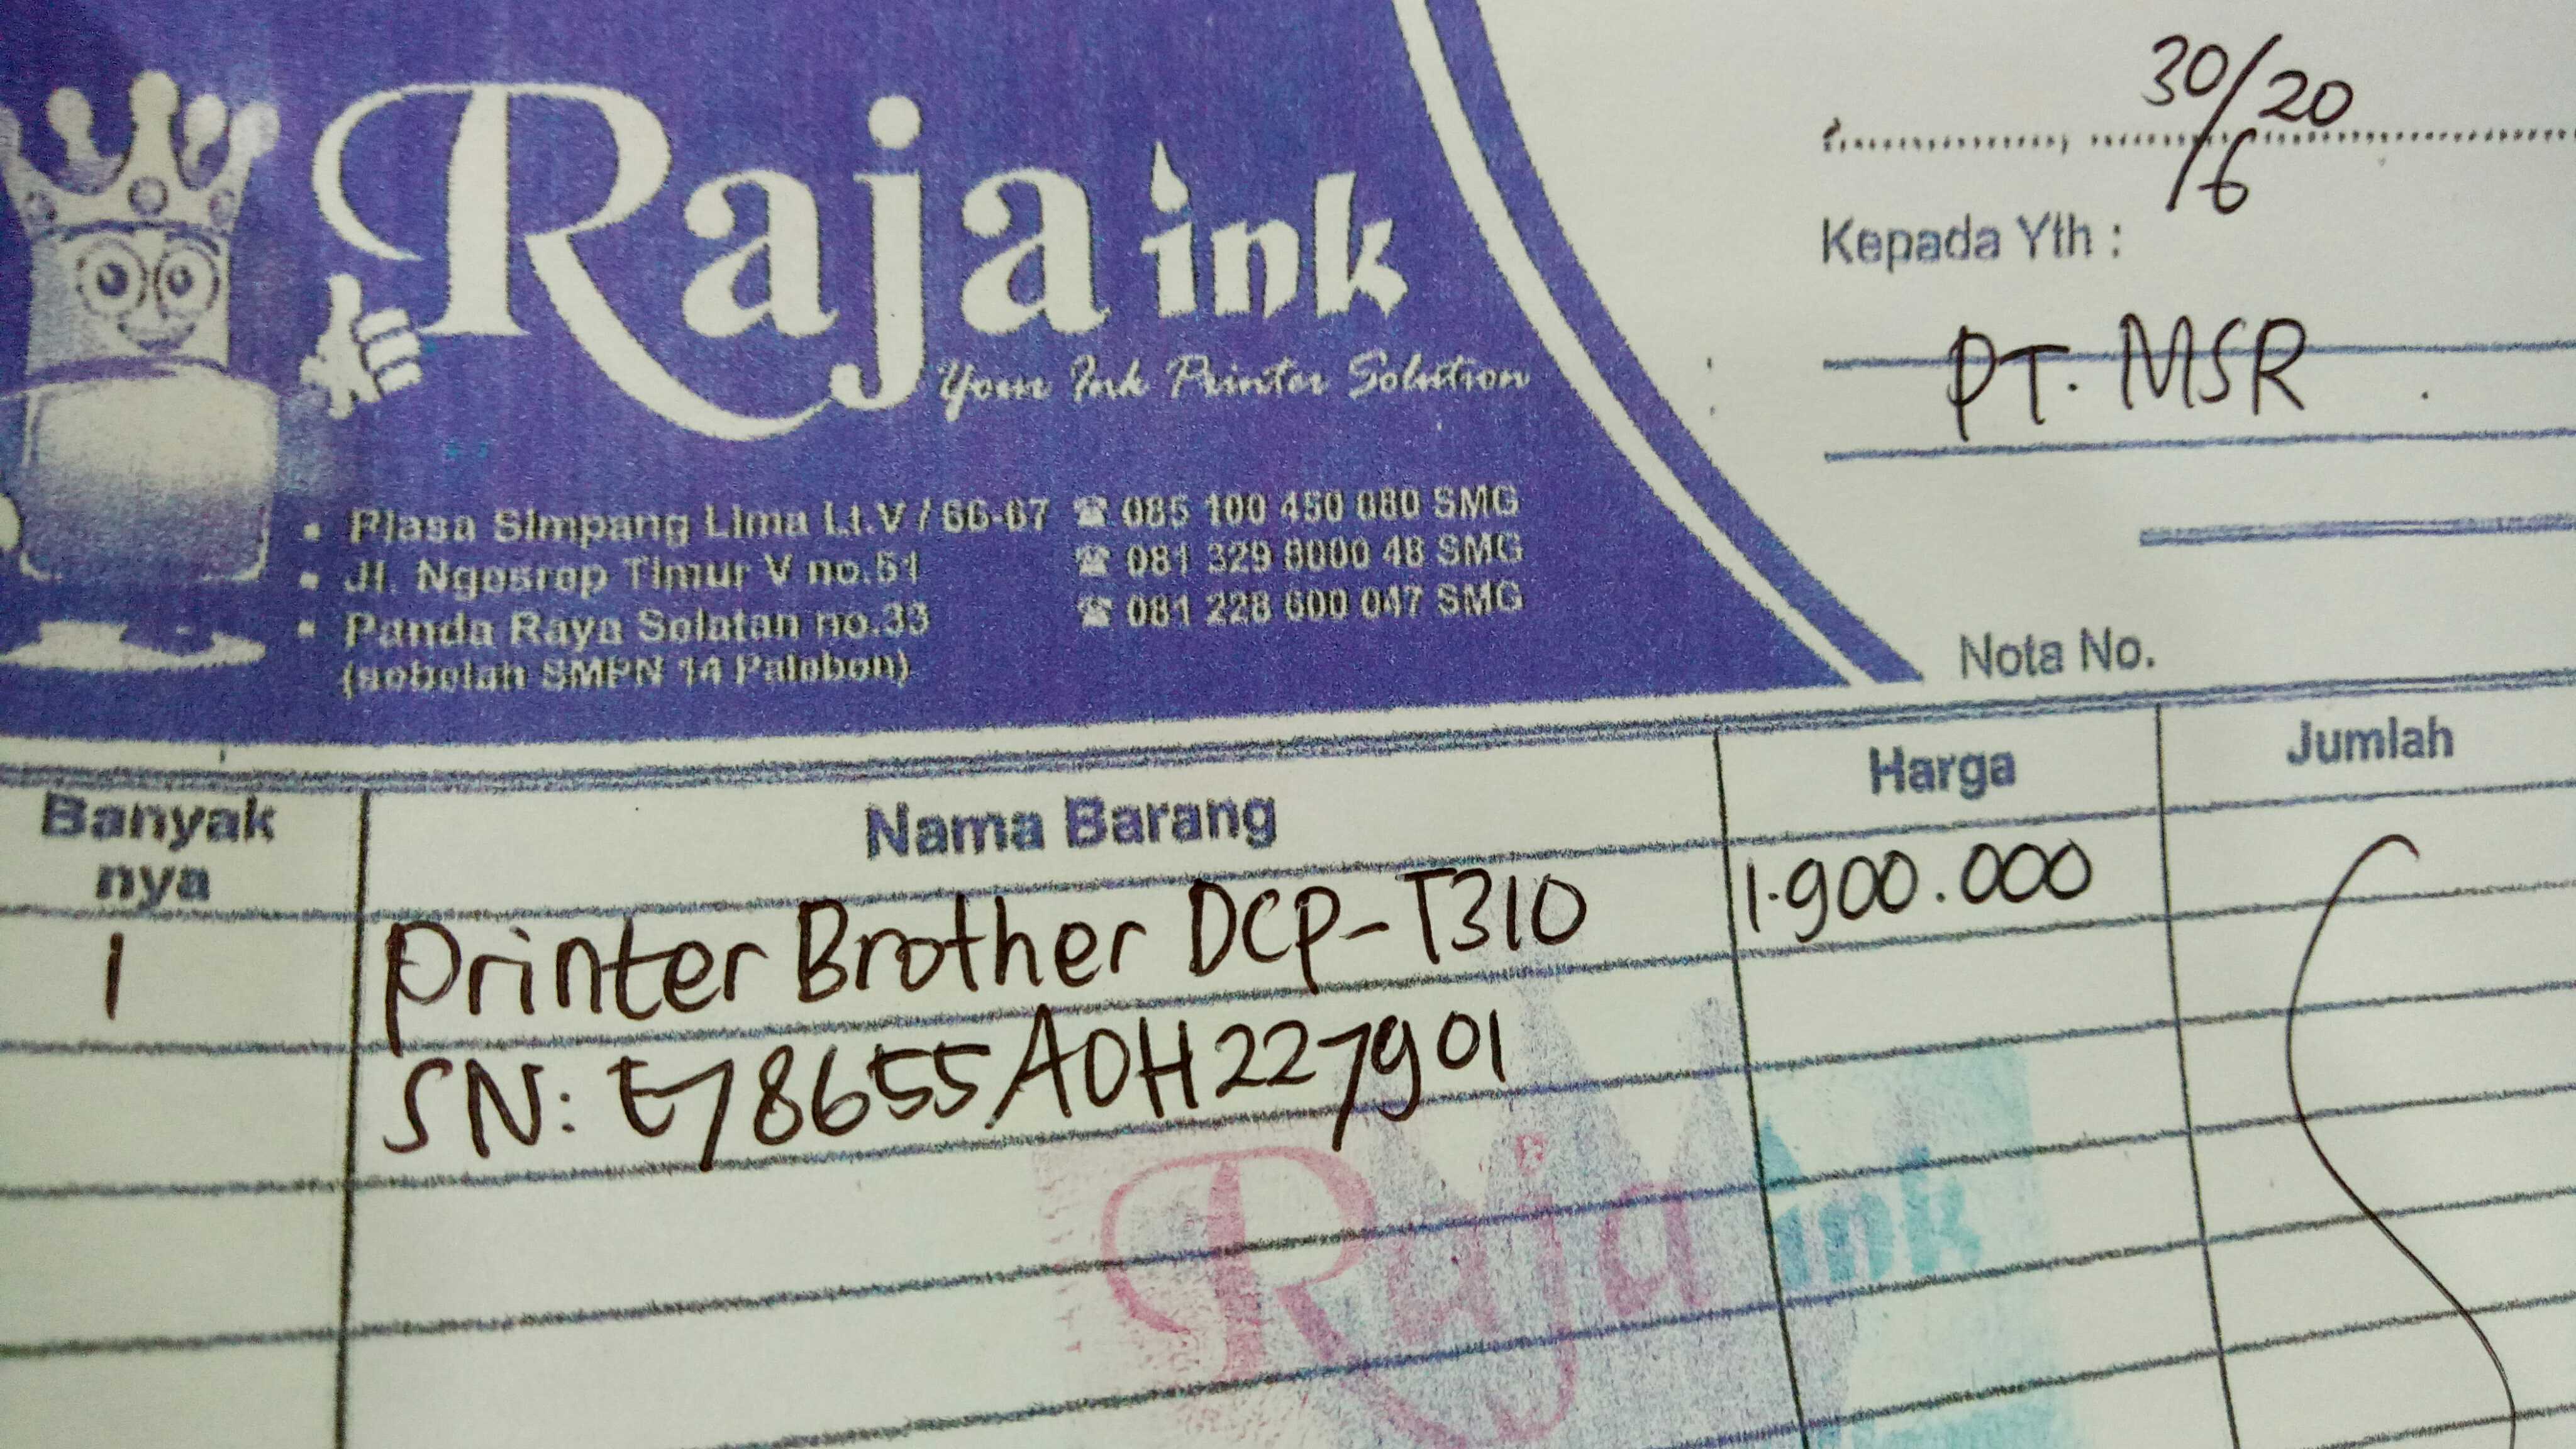 Raja ink
Your Ink Printer Solution
Plasa Simpang Lima Lt.V / 66-67 ☎ 085 100 450 080 SMG
Jl. Ngesrep Timur V no.51 ☎ 081 329 8000 48 SMG
Panda Raya Selatan no.33 ☎ 081 228 600 047 SMG
(sebelah SMPN 14 Palebon)
30/6 20
Kepada Yth :
PT. MSR
Nota No.
Banyak nya Nama Barang Harga Jumlah
1 Printer Brother DCP-T310 1.900.000
SN: E78655A0H227901
Raja ink